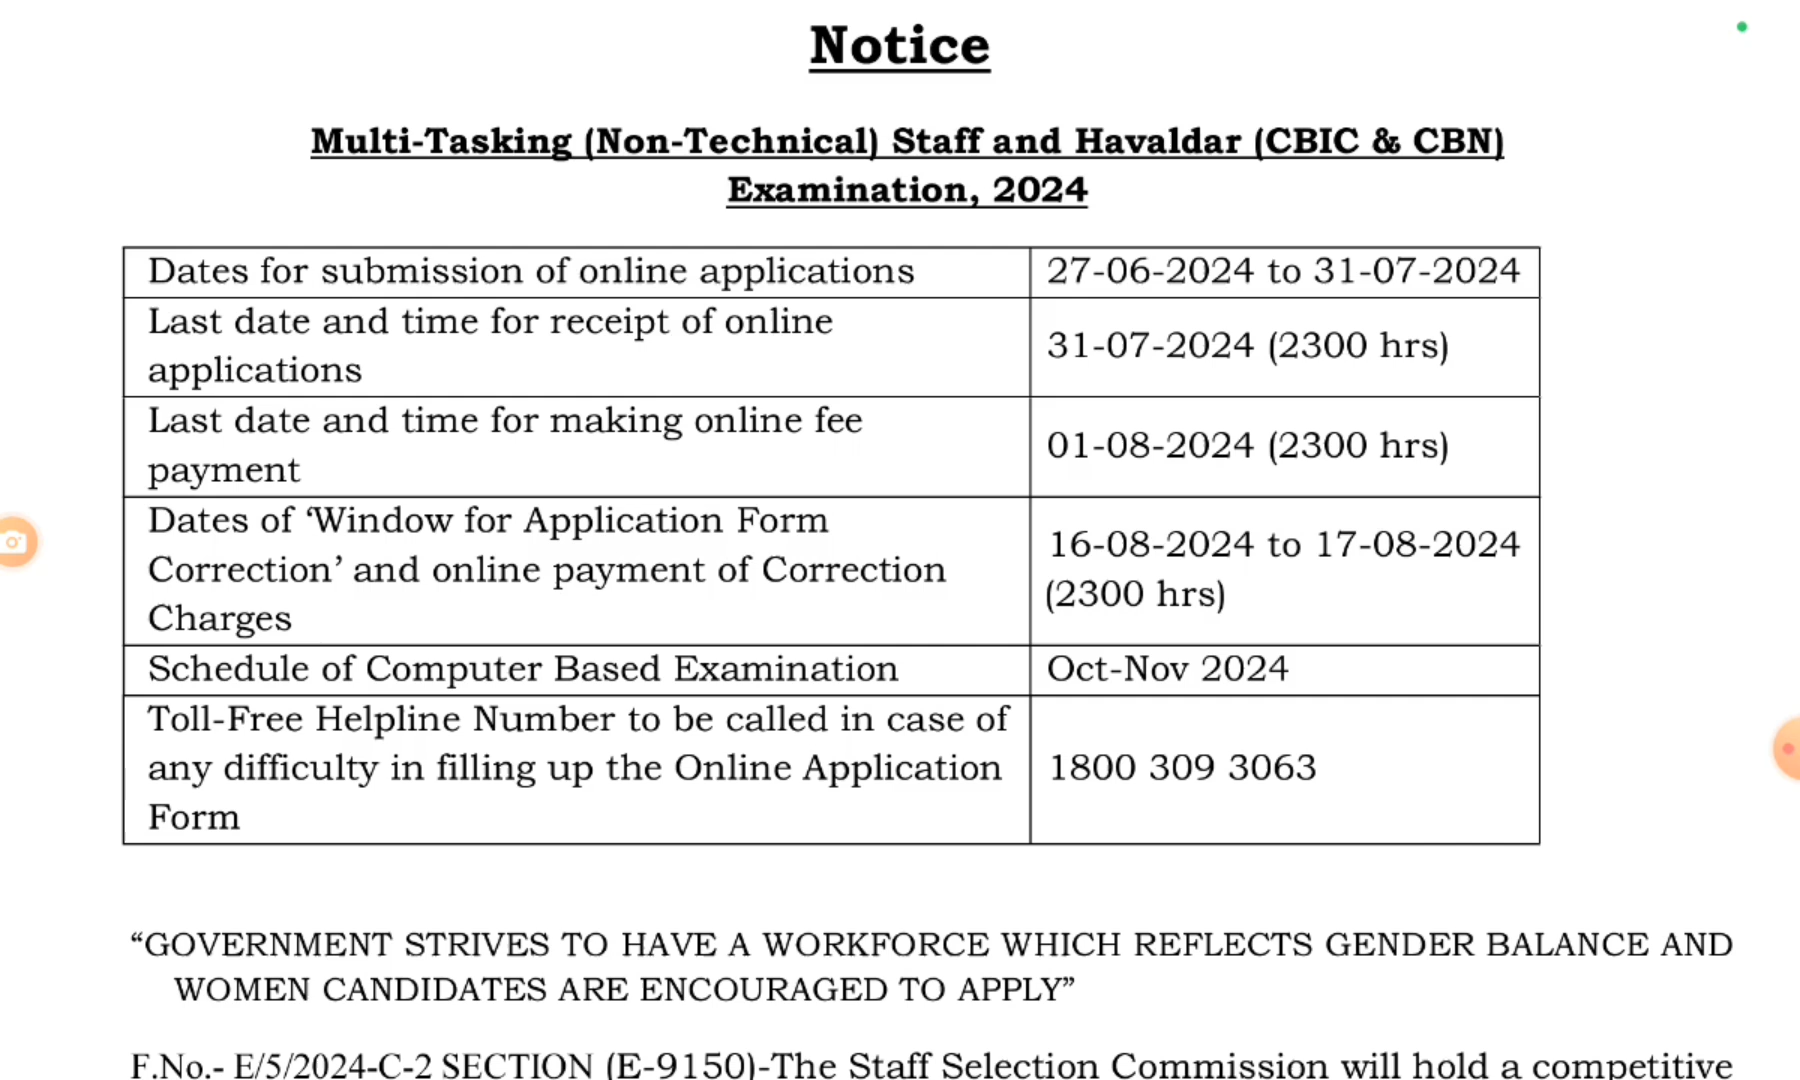 Notice
Multi-Tasking (Non-Technical) Staff and Havaldar (CBIC & CBN)
Examination, 2024
Dates for submission of online applications
27-06-2024 to 31-07-2024
Last date and time for receipt of online
applications
31-07-2024 (2300 hrs)
Last date and time for making online fee
payment
01-08-2024 (2300 hrs)
Dates of ‘Window for Application Form
Correction’ and online payment of Correction
Charges
16-08-2024 to 17-08-2024
(2300 hrs)
Schedule of Computer Based Examination
Oct-Nov 2024
Toll-Free Helpline Number to be called in case of
any difficulty in filling up the Online Application
Form
1800 309 3063
“GOVERNMENT STRIVES TO HAVE A WORKFORCE WHICH REFLECTS GENDER BALANCE AND
WOMEN CANDIDATES ARE ENCOURAGED TO APPLY”
F.No.- E/5/2024-C-2 SECTION (E-9150)-The Staff Selection Commission will hold a competitive